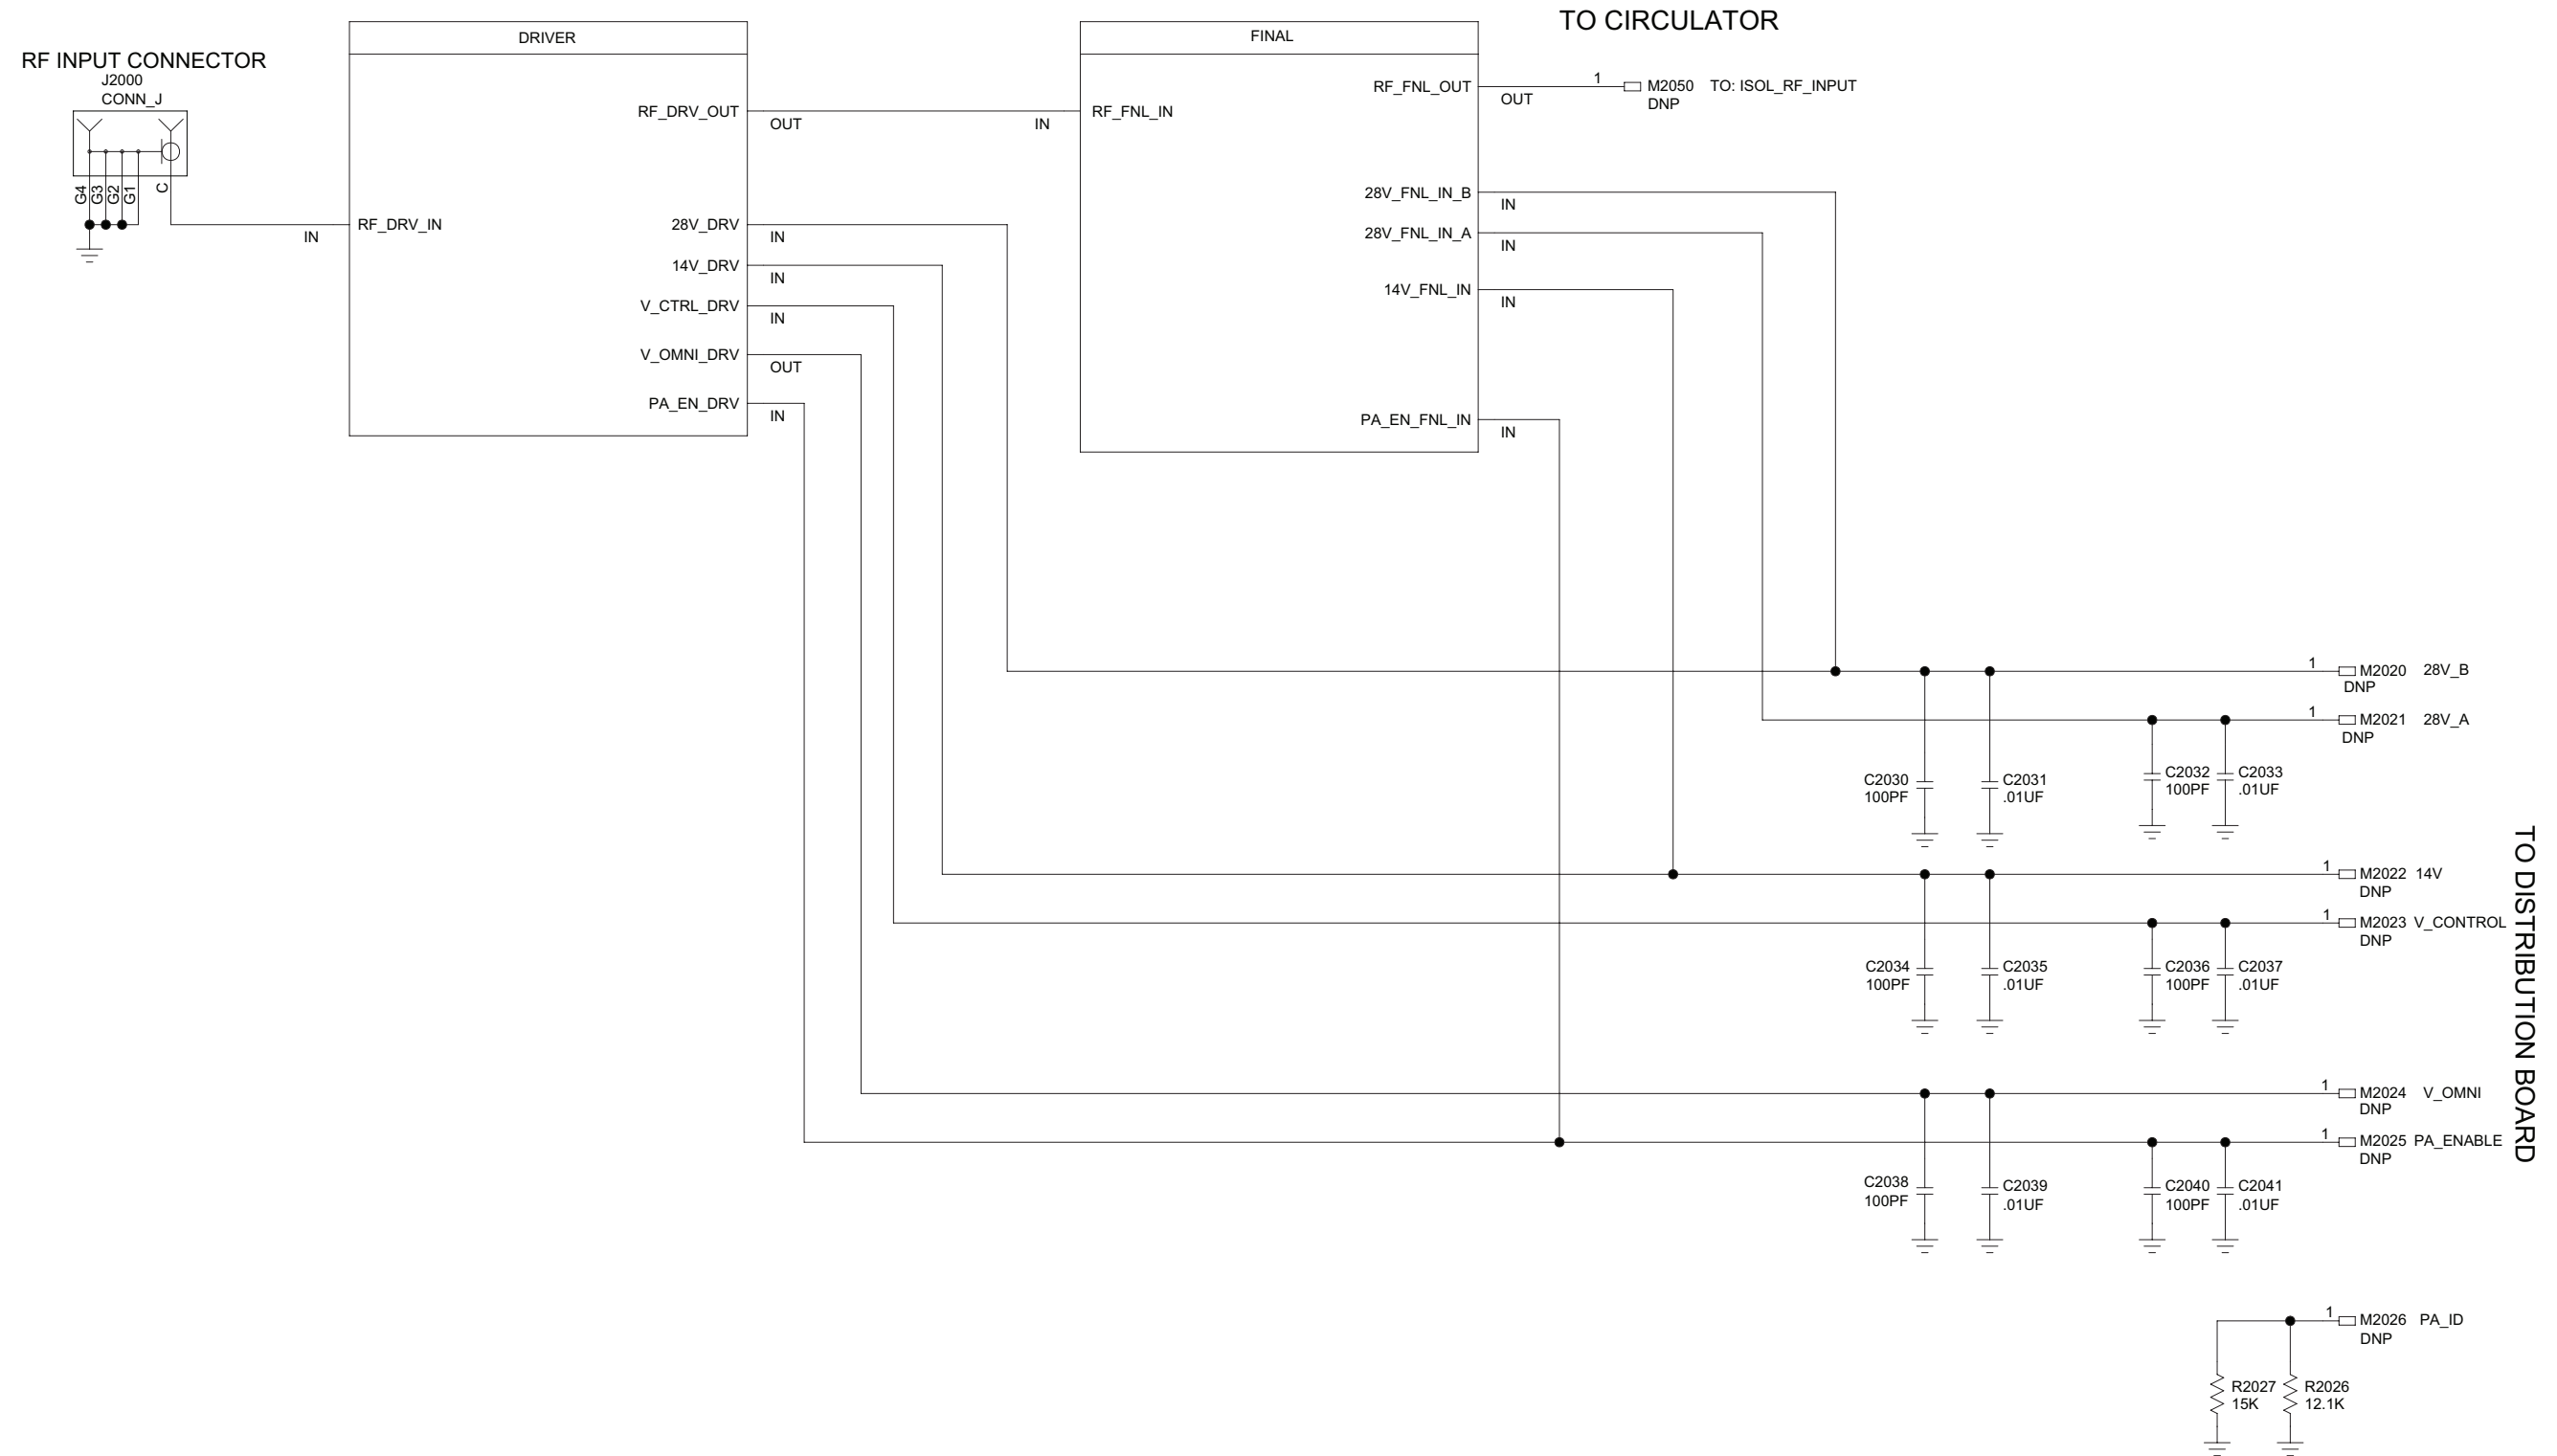 TO CIRCULATOR
RF INPUT CONNECTOR
J2000
CONN_J
G4
G3
G2
G1
C
IN
DRIVER
RF_DRV_IN
RF_DRV_OUT
OUT
28V_DRV
IN
14V_DRV
IN
V_CTRL_DRV
IN
V_OMNI_DRV
OUT
PA_EN_DRV
IN
FINAL
IN
RF_FNL_IN
RF_FNL_OUT
OUT
1
M2050 TO: ISOL_RF_INPUT
DNP
28V_FNL_IN_B
IN
28V_FNL_IN_A
IN
14V_FNL_IN
IN
PA_EN_FNL_IN
IN
1
M2020 28V_B
DNP
1
M2021 28V_A
DNP
C2030
100PF
C2031
.01UF
C2032
100PF
C2033
.01UF
1
M2022 14V
DNP
1
M2023 V_CONTROL
DNP
C2034
100PF
C2035
.01UF
C2036
100PF
C2037
.01UF
TO DISTRIBUTION BOARD
1
M2024 V_OMNI
DNP
1
M2025 PA_ENABLE
DNP
C2038
100PF
C2039
.01UF
C2040
100PF
C2041
.01UF
1
M2026 PA_ID
DNP
R2027
15K
R2026
12.1K